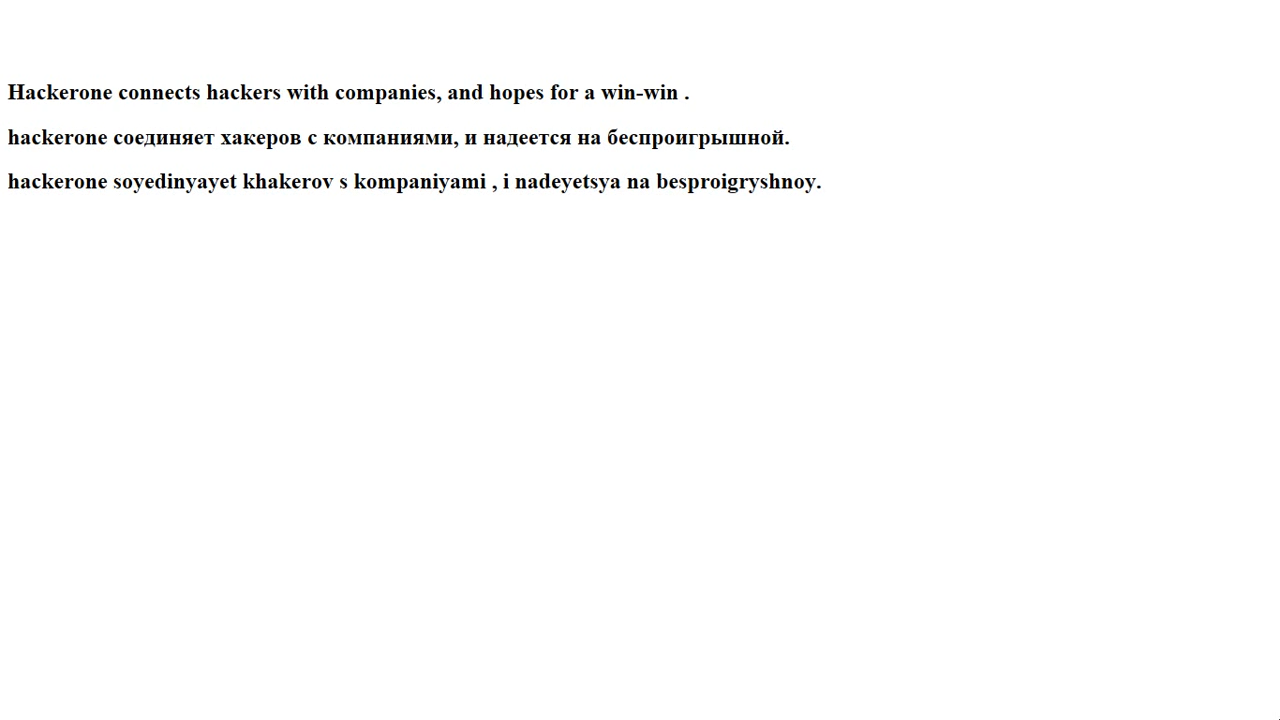 Hackerone connects hackers with companies, and hopes for a win-win .
hackerone соединяет хакеров с компаниями, и надеется на беспроигрышной.
hackerone soyedinyayet khakerov s kompaniyami , i nadeyetsya na besproigryshnoy.